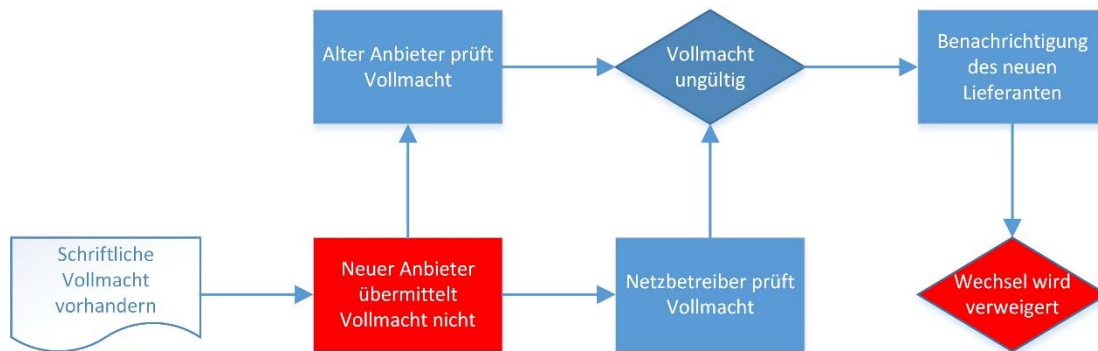 Alter Anbieter prüft
Vollmacht
Vollmacht
ungültig
Benachrichtigung
des neuen
Lieferanten
Schriftliche
Vollmacht
vorhandern
Neuer Anbieter
übermittelt
Vollmacht nicht
Netzbetreiber prüft
Vollmacht
Wechsel wird
verweigert